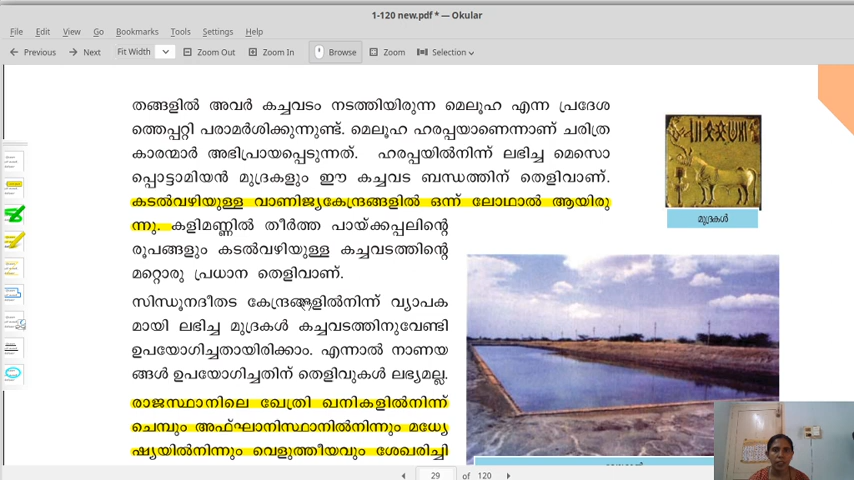 1-120 new.pdf * — Okular
File Edit View Go Bookmarks Tools Settings Help
Previous Next Fit Width Zoom Out Zoom In Browse Zoom Selection
തങ്ങളിൽ അവർ കച്ചവടം നടത്തിയിരുന്ന മെലൂഹ എന്ന പ്രദേശ
ത്തെപ്പറ്റി പരാമർശിക്കുന്നുണ്ട്. മെലൂഹ ഹരപ്പയാണെന്നാണ് ചരിത്ര
കാരന്മാർ അഭിപ്രായപ്പെടുന്നത്. ഹരപ്പയിൽനിന്ന് ലഭിച്ച മെസൊ
പ്പൊട്ടാമിയൻ മുദ്രകളും ഈ കച്ചവട ബന്ധത്തിന് തെളിവാണ്.
കടൽവഴിയുള്ള വാണിജ്യകേന്ദ്രങ്ങളിൽ ഒന്ന് ലോഥാൽ ആയിരു
ന്നു. കളിമണ്ണിൽ തീർത്ത പായ്ക്കപ്പലിന്റെ
രൂപങ്ങളും കടൽവഴിയുള്ള കച്ചവടത്തിന്റെ
മറ്റൊരു പ്രധാന തെളിവാണ്.
മുദ്രകൾ
സിന്ധൂനദീതട കേന്ദ്രങ്ങളിൽനിന്ന് വ്യാപക
മായി ലഭിച്ച മുദ്രകൾ കച്ചവടത്തിനുവേണ്ടി
ഉപയോഗിച്ചതായിരിക്കാം. എന്നാൽ നാണയ
ങ്ങൾ ഉപയോഗിച്ചതിന് തെളിവുകൾ ലഭ്യമല്ല.
രാജസ്ഥാനിലെ ഖേത്രി ഖനികളിൽനിന്ന്
ചെമ്പും അഫ്ഘാനിസ്ഥാനിൽനിന്നും മധ്യേ
ഷ്യയിൽനിന്നും വെളുത്തീയവും ശേഖരിച്ചി
29 of 120